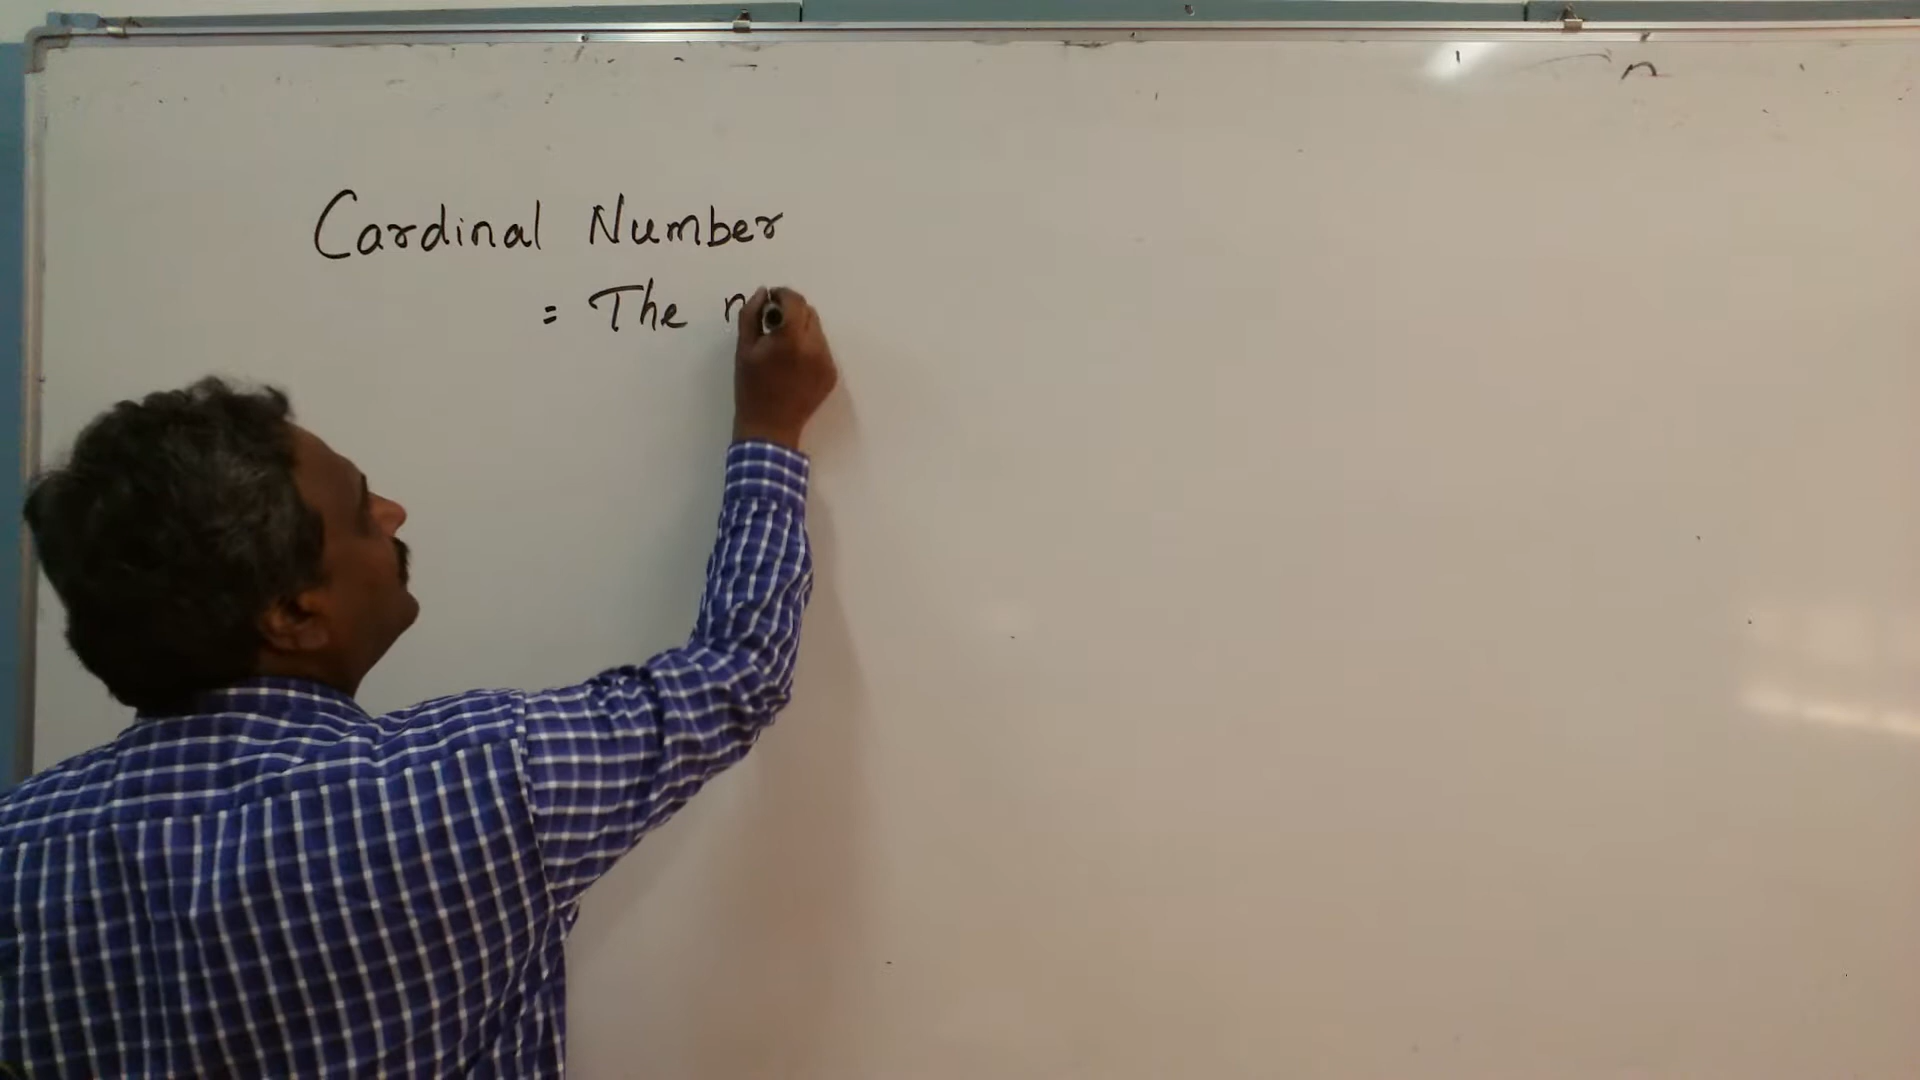 Cardinal Number
= The